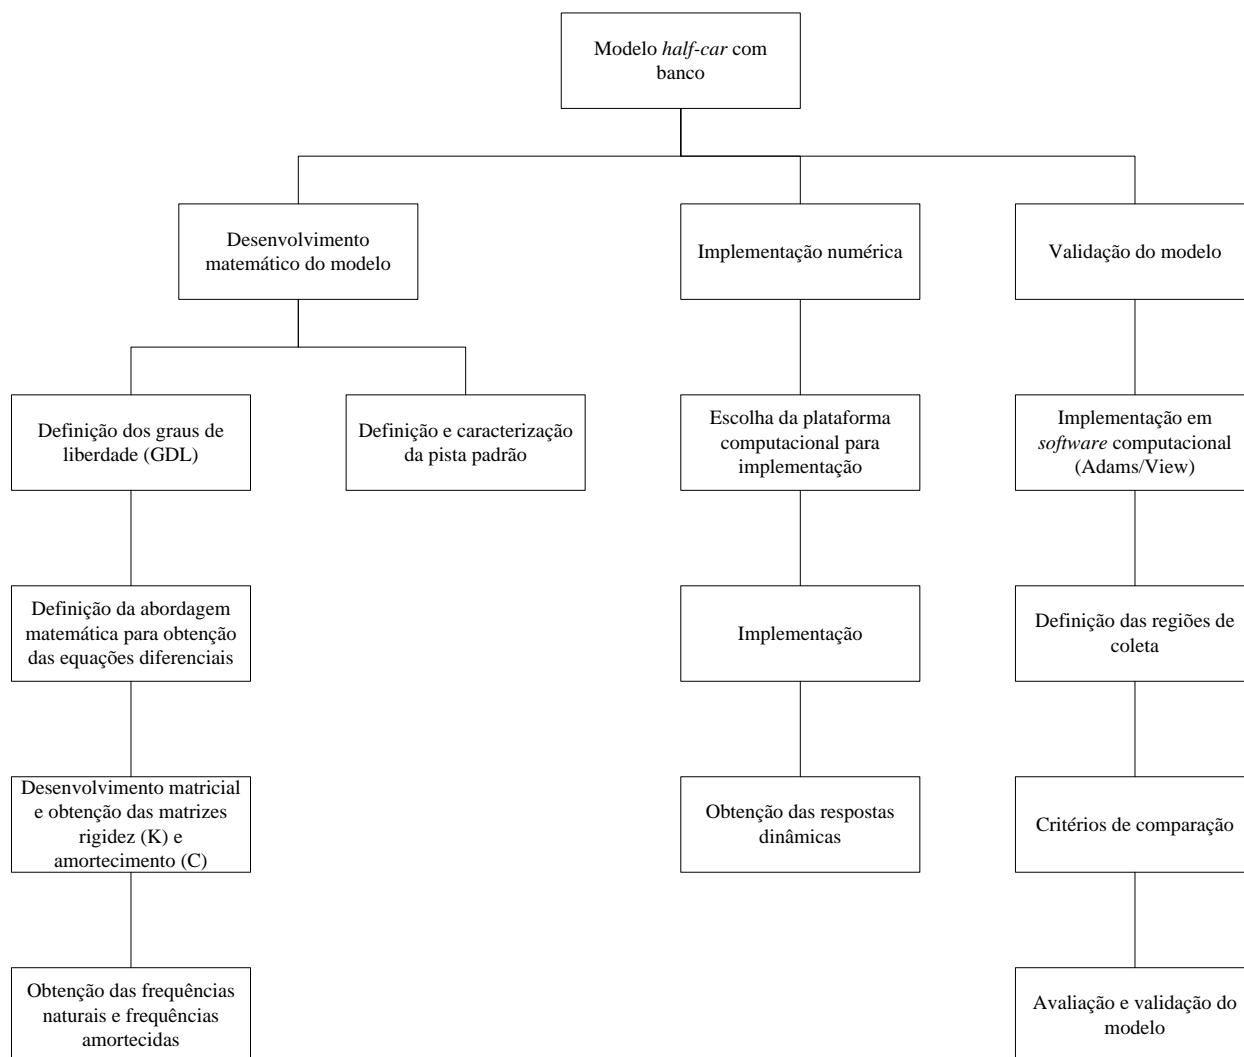 Modelo half-car com
banco
Desenvolvimento
matemático do modelo
Implementação numérica
Validação do modelo
Definição dos graus de
liberdade (GDL)
Definição e caracterização
da pista padrão
Escolha da plataforma
computacional para
implementação
Implementação em
software computacional
(Adams/View)
Definição da abordagem
matemática para obtenção
das equações diferenciais
Implementação
Definição das regiões de
coleta
Desenvolvimento matricial
e obtenção das matrizes
rigidez (K) e
amortecimento (C)
Obtenção das respostas
dinâmicas
Critérios de comparação
Obtenção das frequências
naturais e frequências
amortecidas
Avaliação e validação do
modelo